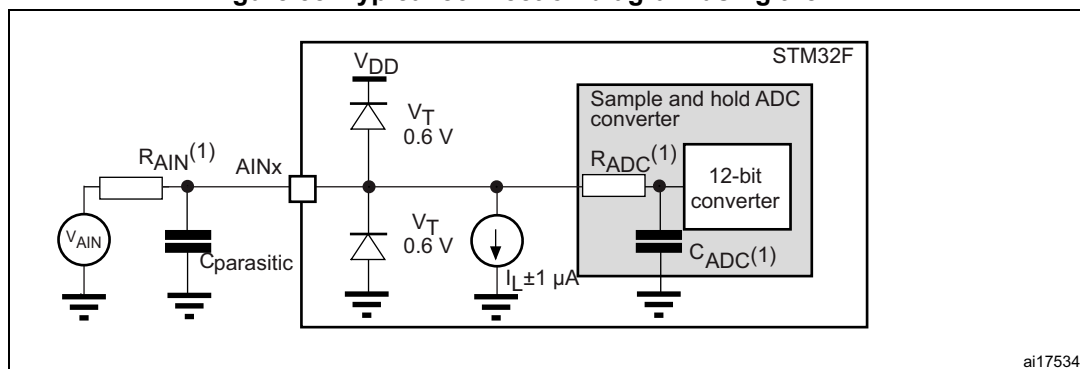 STM32F
VDD
Sample and hold ADC
converter
VT
0.6 V
RAIN(1)
AINx
RADC(1)
12-bit
converter
VAIN
Cparasitic
VT
0.6 V
IL±1 µA
CADC(1)
ai17534